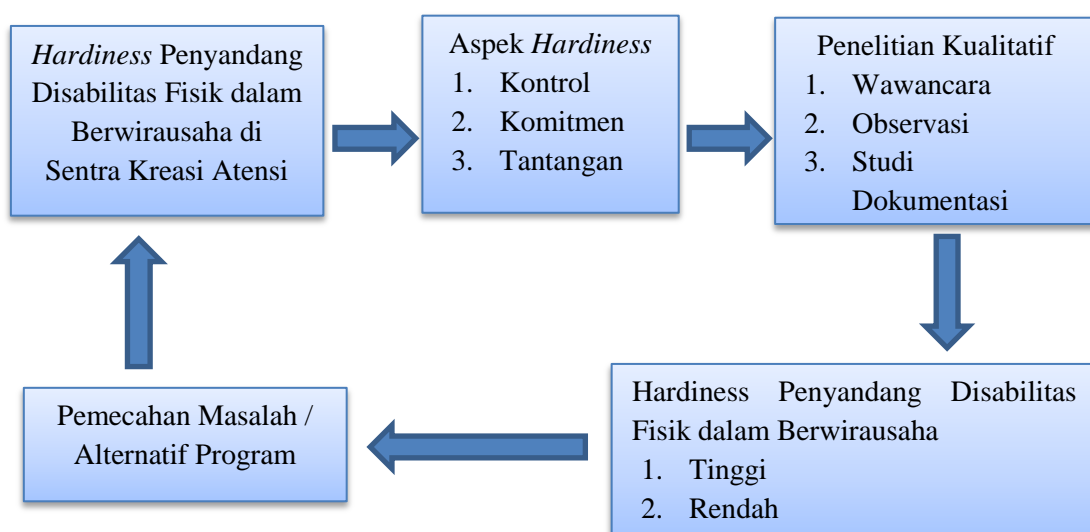 Hardiness Penyandang
Disabilitas Fisik dalam
Berwirausaha di
Sentra Kreasi Atensi
Aspek Hardiness
1. Kontrol
2. Komitmen
3. Tantangan
Penelitian Kualitatif
1. Wawancara
2. Observasi
3. Studi
Dokumentasi
Hardiness Penyandang Disabilitas
Fisik dalam Berwirausaha
1. Tinggi
2. Rendah
Pemecahan Masalah /
Alternatif Program